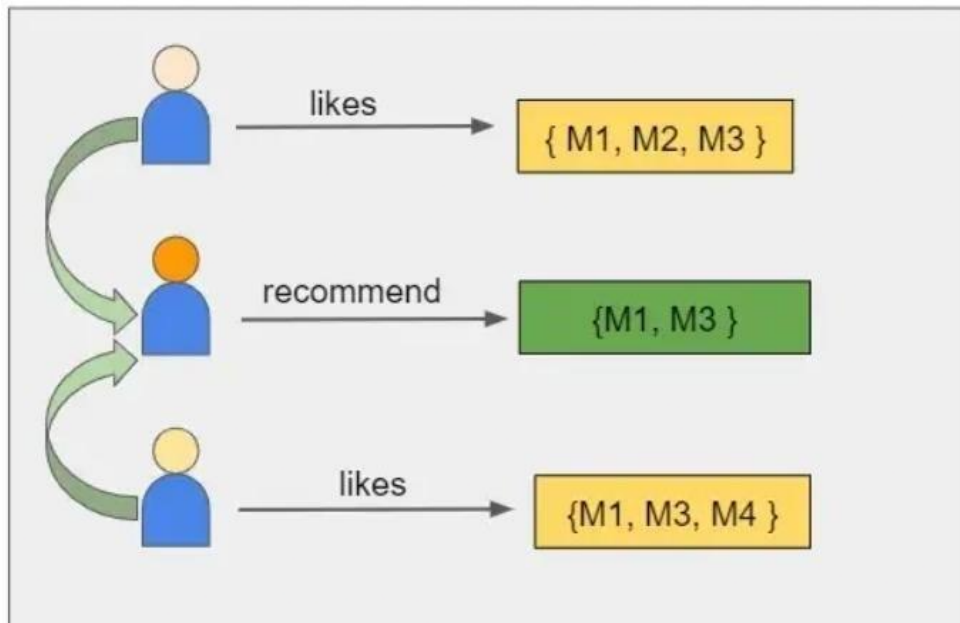 likes
{ M1, M2, M3 }
recommend
{M1, M3 }
likes
{M1, M3, M4 }